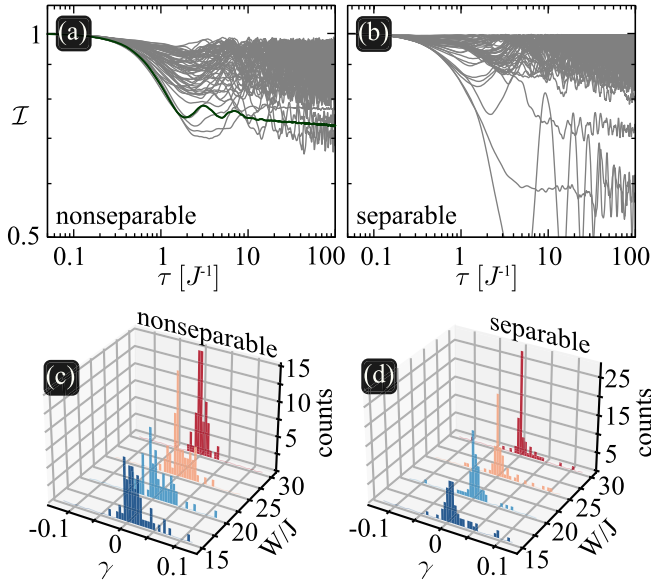 (a)
(b)
1
0.5
ℐ
nonseparable
separable
0.1
1
10
100
0.1
1
10
100
τ [J⁻¹]
τ [J⁻¹]
(c)
nonseparable
15
10
5
counts
30
25
20
15
W/J
-0.1
0
0.1
γ
(d)
separable
25
15
5
counts
30
25
20
15
W/J
-0.1
0
0.1
γ